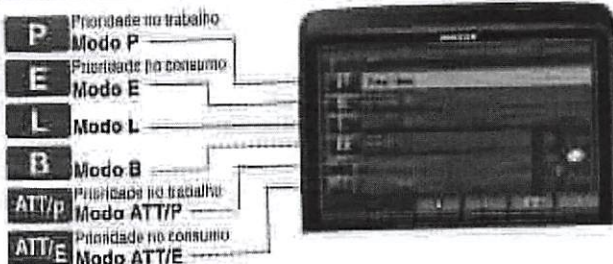 P Prioridade no trabalho
Modo P
E Prioridade no consumo
Modo E
L Modo L
B Modo B
ATT/P Prioridade no trabalho
Modo ATT/P
ATT/E Prioridade no consumo
Modo ATT/E